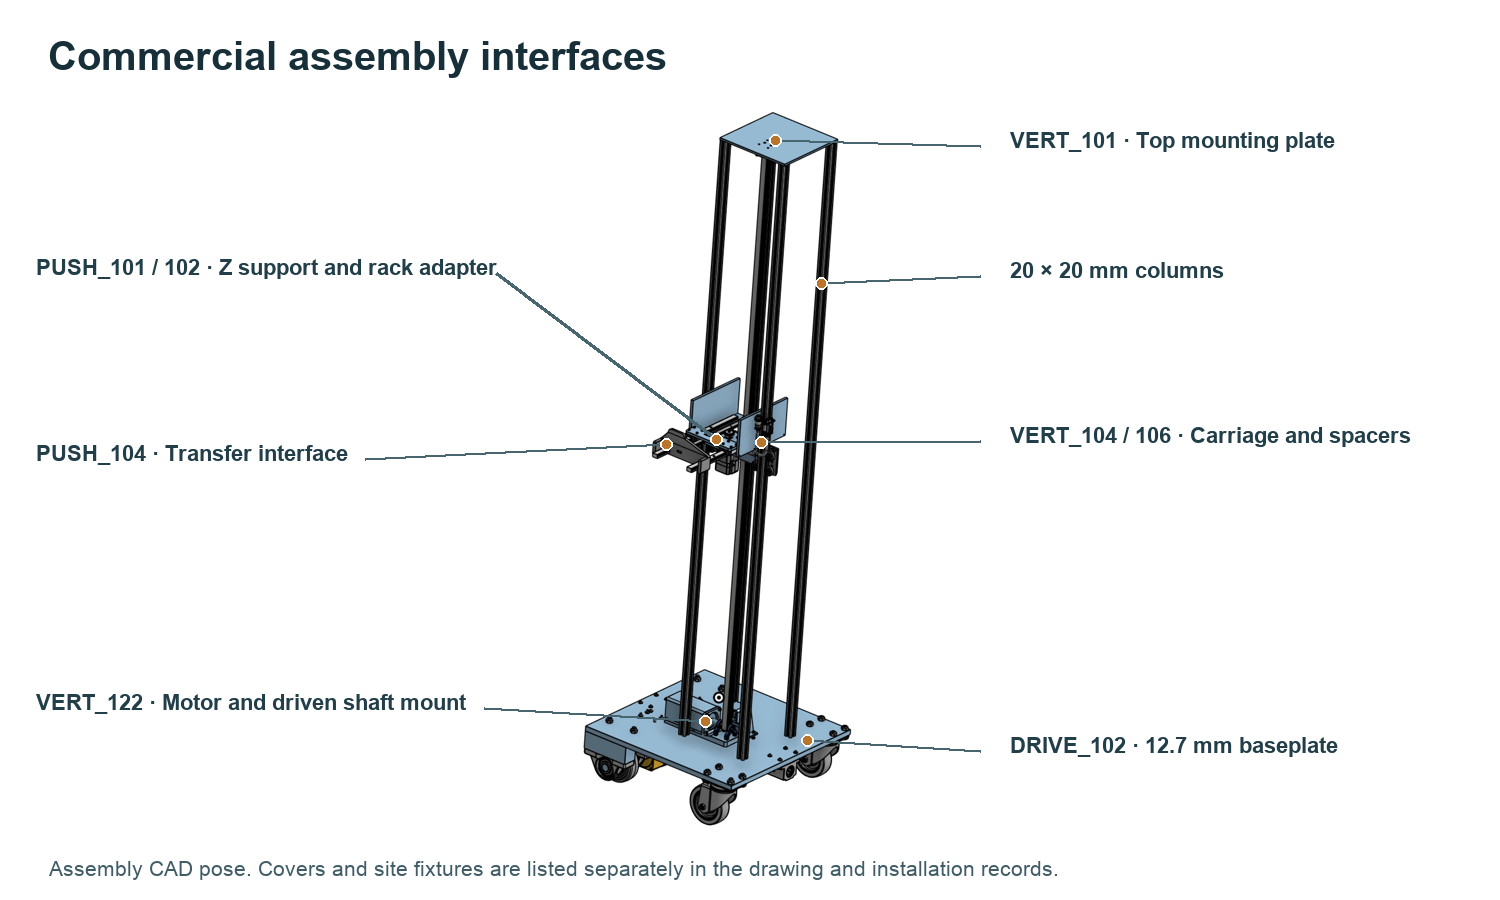 Commercial assembly interfaces
VERT_101 · Top mounting plate
PUSH_101 / 102 · Z support and rack adapter
20 × 20 mm columns
PUSH_104 · Transfer interface
VERT_104 / 106 · Carriage and spacers
VERT_122 · Motor and driven shaft mount
DRIVE_102 · 12.7 mm baseplate
Assembly CAD pose. Covers and site fixtures are listed separately in the drawing and installation records.